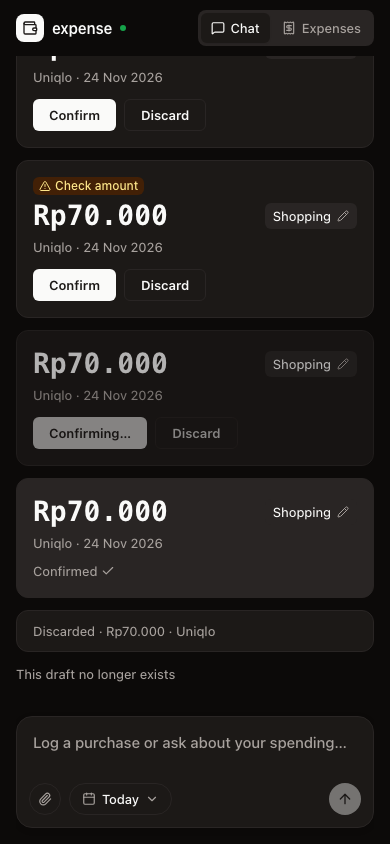 expense
Chat
Expenses
Uniqlo · 24 Nov 2026
Confirm
Discard
Check amount
Rp70.000
Shopping
Uniqlo · 24 Nov 2026
Confirm
Discard
Rp70.000
Shopping
Uniqlo · 24 Nov 2026
Confirming...
Discard
Rp70.000
Shopping
Uniqlo · 24 Nov 2026
Confirmed
Discarded · Rp70.000 · Uniqlo
This draft no longer exists
Log a purchase or ask about your spending...
Today